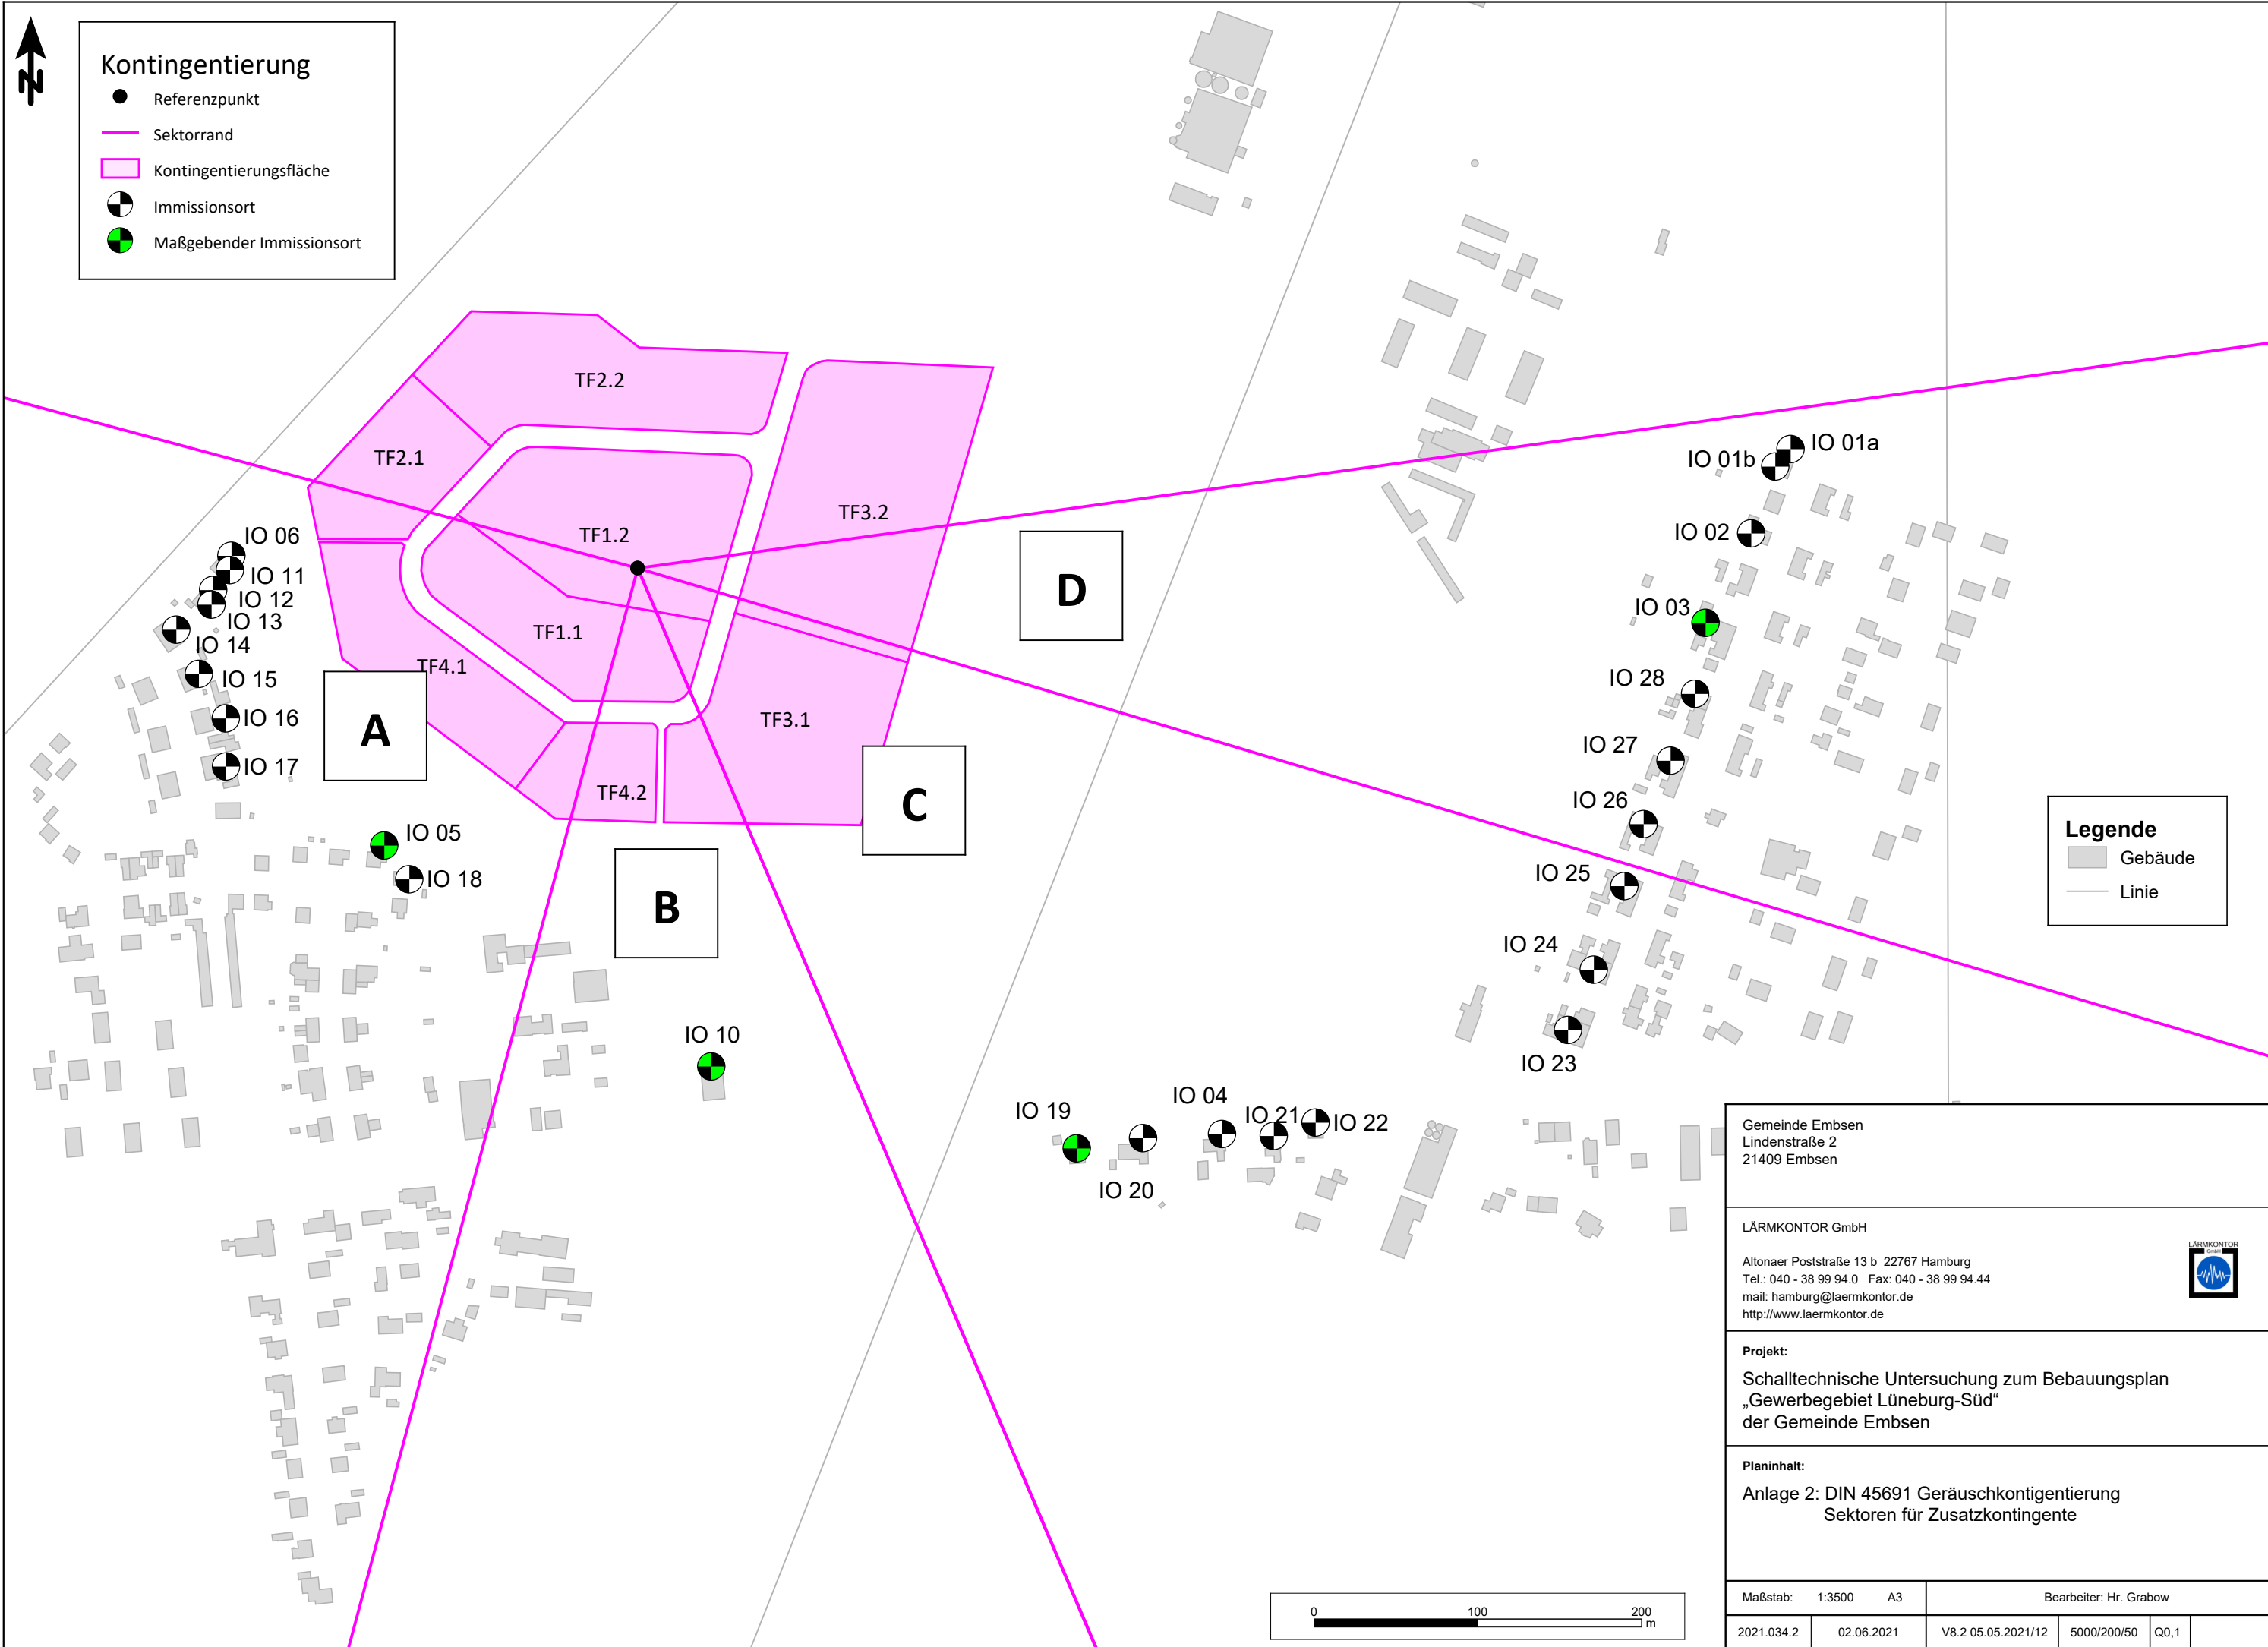 N
Kontingentierung
Referenzpunkt
Sektorrand
Kontingentierungsfläche
Immissionsort
Maßgebender Immissionsort
TF2.2
TF2.1
TF1.2
TF3.2
TF1.1
TF4.1
TF3.1
TF4.2
A
B
C
D
IO 01a
IO 01b
IO 02
IO 03
IO 28
IO 27
IO 26
IO 25
IO 24
IO 23
IO 06
IO 11
IO 12
IO 13
IO 14
IO 15
IO 16
IO 17
IO 05
IO 18
IO 10
IO 19
IO 20
IO 04
IO 21
IO 22
Legende
Gebäude
Linie
Gemeinde Embsen
Lindenstraße 2
21409 Embsen
LÄRMKONTOR GmbH
Altonaer Poststraße 13 b 22767 Hamburg
Tel.: 040 - 38 99 94.0 Fax: 040 - 38 99 94.44
mail: hamburg@laermkontor.de
http://www.laermkontor.de
LÄRMKONTOR
GmbH
Projekt:
Schalltechnische Untersuchung zum Bebauungsplan
„Gewerbegebiet Lüneburg-Süd“
der Gemeinde Embsen
Planinhalt:
Anlage 2: DIN 45691 Geräuschkontigentierung
Sektoren für Zusatzkontingente
Maßstab: 1:3500 A3
Bearbeiter: Hr. Grabow
2021.034.2 02.06.2021 V8.2 05.05.2021/12 5000/200/50 Q0,1
0 100 200
m